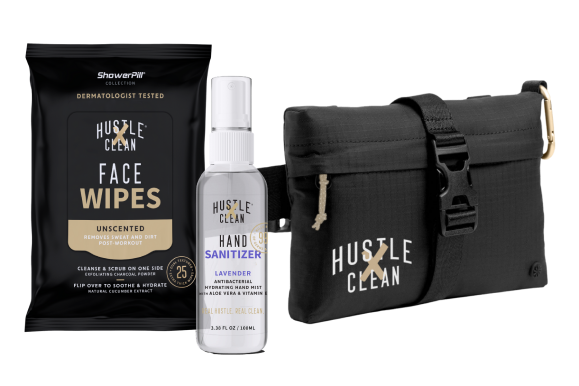 ShowerPill®
COLLECTION
DERMATOLOGIST TESTED
HUSTLE
X
CLEAN
FACE
WIPES
UNSCENTED
REMOVES SWEAT AND DIRT
POST-WORKOUT
CLEANSE & SCRUB ON ONE SIDE
EXFOLIATING CHARCOAL POWDER
FLIP OVER TO SOOTHE & HYDRATE
NATURAL CUCUMBER EXTRACT
25
HUSTLE
X
CLEAN
HAND
SANITIZER
LAVENDER
ANTIBACTERIAL
HYDRATING HAND MIST
WITH ALOE VERA & VITAMIN
HUSTLE. REAL CLEAN.
3.38 FL OZ / 100ML
HUSTLE
X
CLEAN